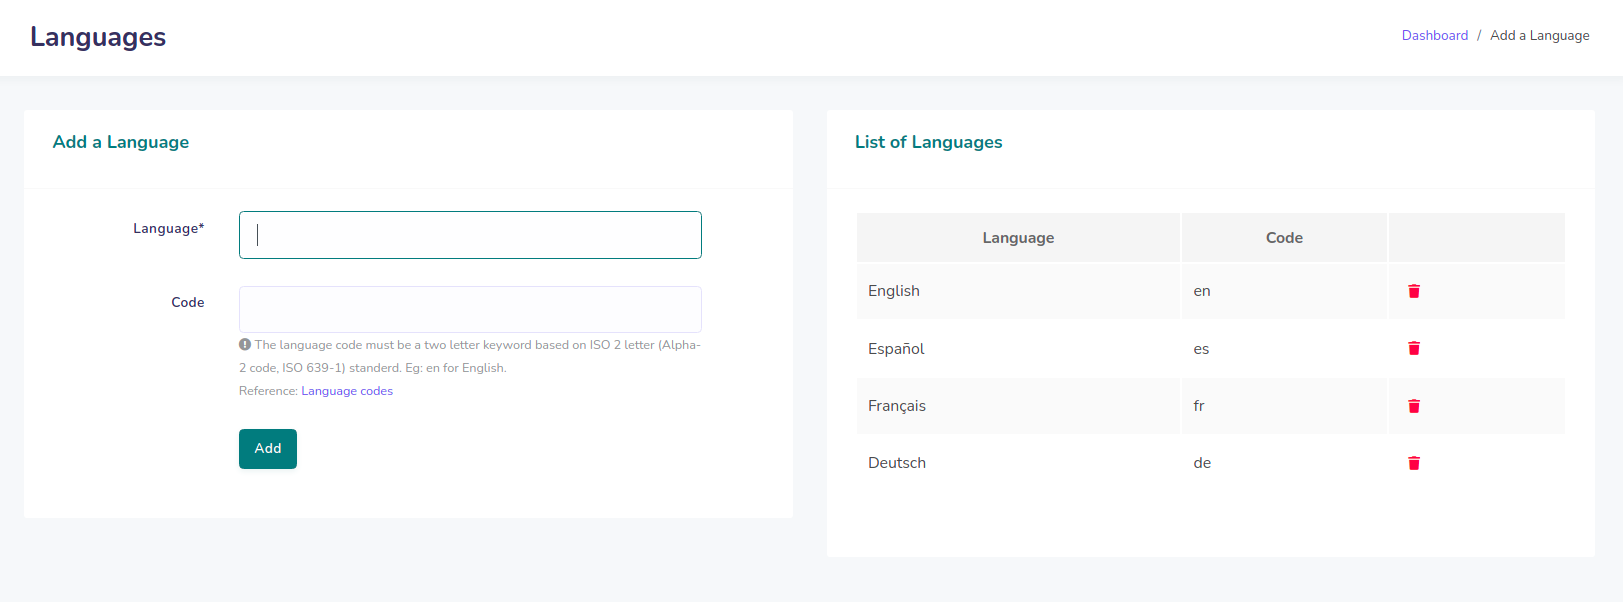 Languages
Dashboard / Add a Language
Add a Language
Language*
Code
The language code must be a two letter keyword based on ISO 2 letter (Alpha-
2 code, ISO 639-1) standerd. Eg: en for English.
Reference: Language codes
Add
List of Languages
Language Code
English en
Español es
Français fr
Deutsch de